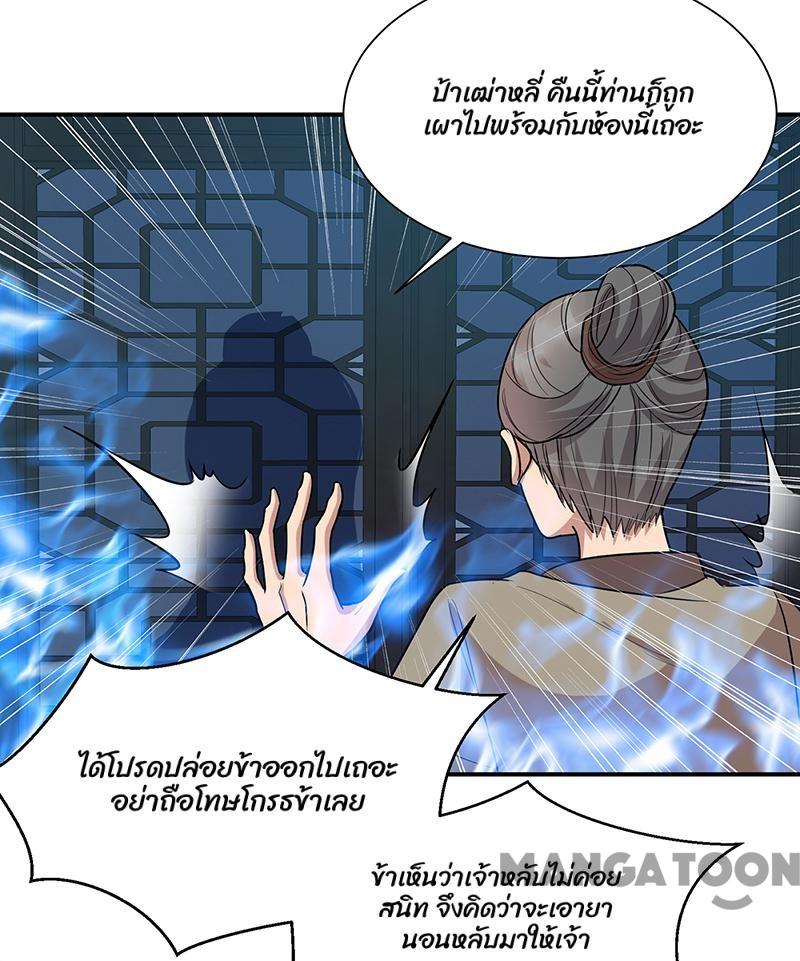 ป้าเฒ่าหลี่ คืนนี้ท่านก็ถูก
เผาไปพร้อมกับห้องนี้เถอะ
ได้โปรดปล่อยข้าออกไปเถอะ
อย่าถือโทษโกรธข้าเลย
ข้าเห็นว่าเจ้าหลับไม่ค่อย
สนิท จึงคิดว่าจะเอายา
นอนหลับมาให้เจ้า
MANGATOON